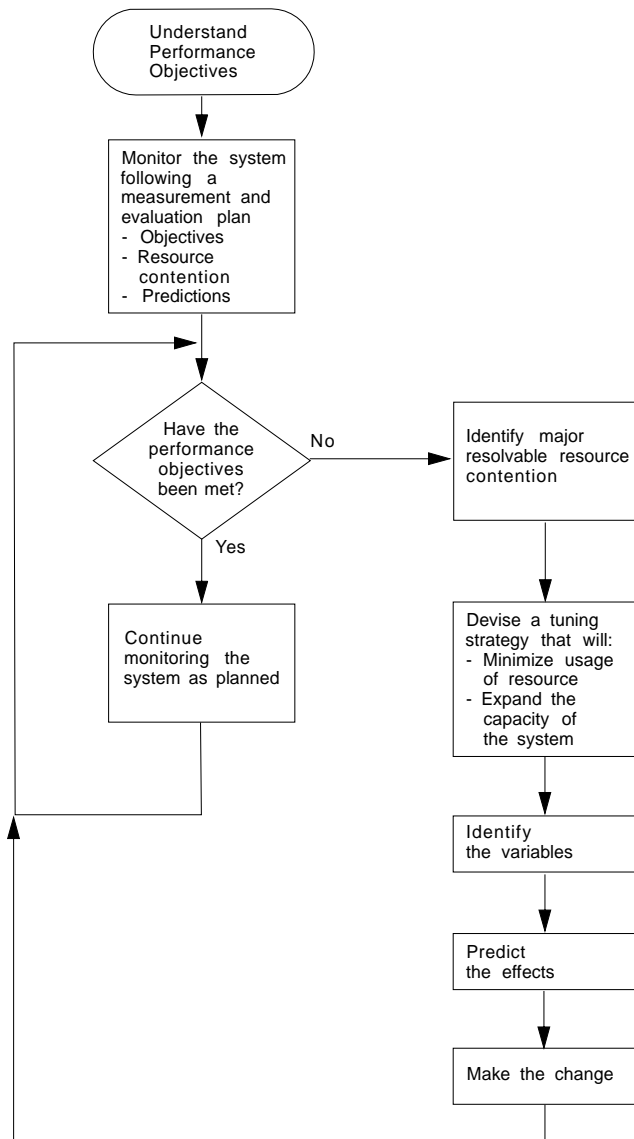 Understand
Performance
Objectives
Monitor the system
following a
measurement and
evaluation plan
- Objectives
- Resource
contention
- Predictions
Have the
performance
objectives
been met?
No
Yes
Continue
monitoring the
system as planned
Identify major
resolvable resource
contention
Devise a tuning
strategy that will:
- Minimize usage
of resource
- Expand the
capacity of
the system
Identify
the variables
Predict
the effects
Make the change